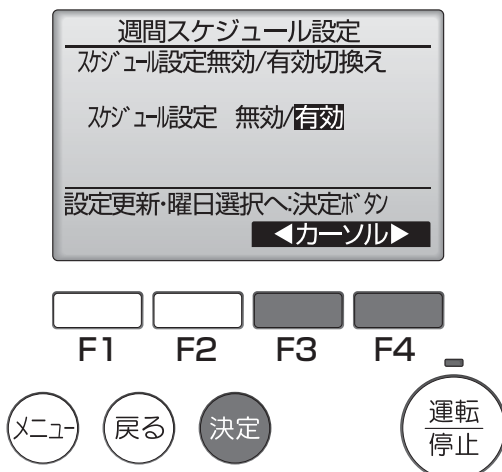 週間スケジュール設定
ｽｹｼﾞｭｰﾙ設定無効/有効切換え
ｽｹｼﾞｭｰﾙ設定 無効/有効
設定更新･曜日選択へ:決定ﾎﾞﾀﾝ
◀カーソル▶
F1 F2 F3 F4
メニュー 戻る 決定 運転
停止